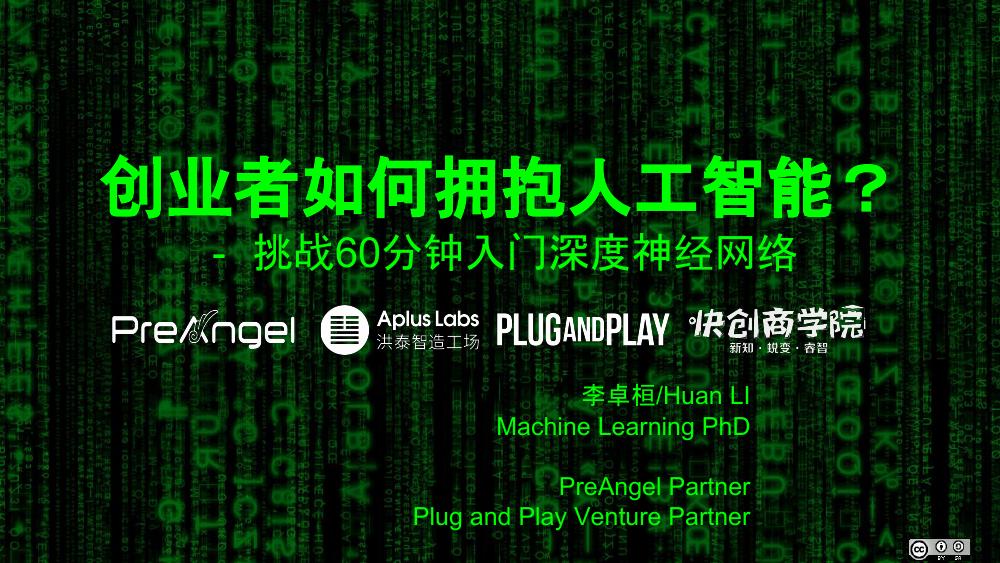 创业者如何拥抱人工智能？
- 挑战60分钟入门深度神经网络
PreAngel
Aplus Labs
洪泰智造工场
PLUGANDPLAY
快创商学院
新知·蜕变·睿智
李卓桓/Huan LI
Machine Learning PhD
PreAngel Partner
Plug and Play Venture Partner
cc
BY SA